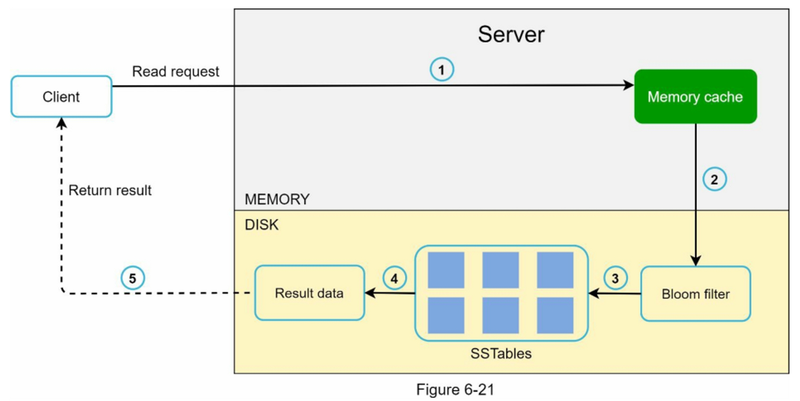 Server
Read request
1
Client
Memory cache
2
Return result
MEMORY
DISK
5
Result data
4
3
Bloom filter
SSTables
Figure 6-21